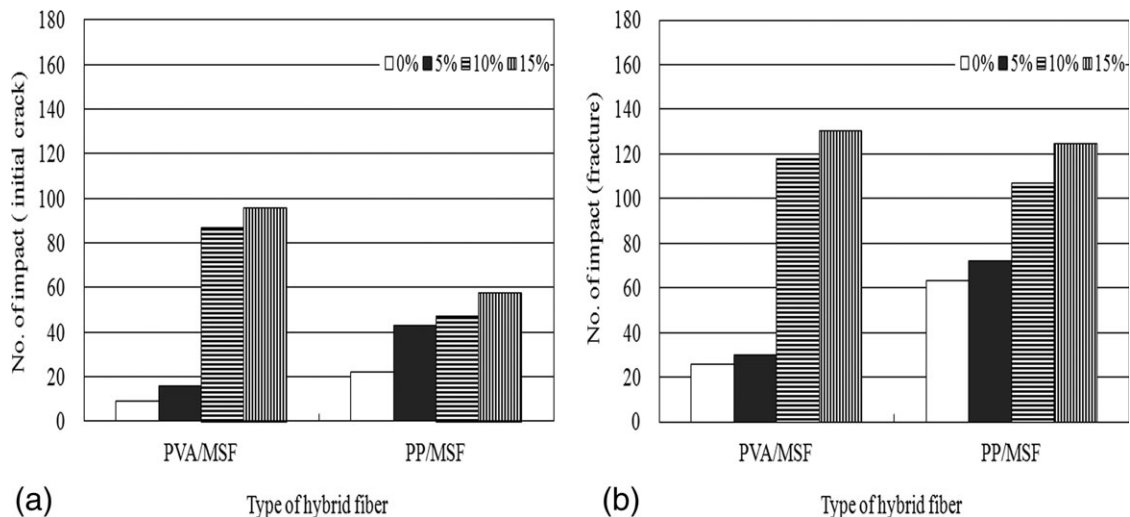 180
160
140
120
100
80
60
40
20
0
No. of impact ( initial crack)
0% 5% 10% 15%
PVA/MSF PP/MSF
Type of hybrid fiber
(a)
180
160
140
120
100
80
60
40
20
0
No. of impact (fracture)
0% 5% 10% 15%
PVA/MSF PP/MSF
Type of hybrid fiber
(b)